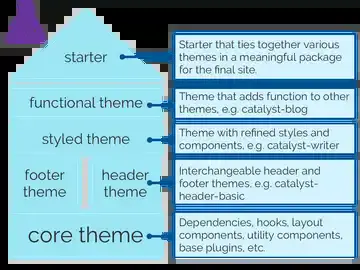 starter
Starter that ties together various
themes in a meaningful package
for the final site.
functional theme
Theme that adds function to other
themes, e.g. catalyst-blog
styled theme
Theme with refined styles and
components, e.g. catalyst-writer
footer
theme
header
theme
Interchangeable header and
footer themes, e.g. catalyst-
header-basic
core theme
Dependencies, hooks, layout
components, utility components,
base plugins, etc.